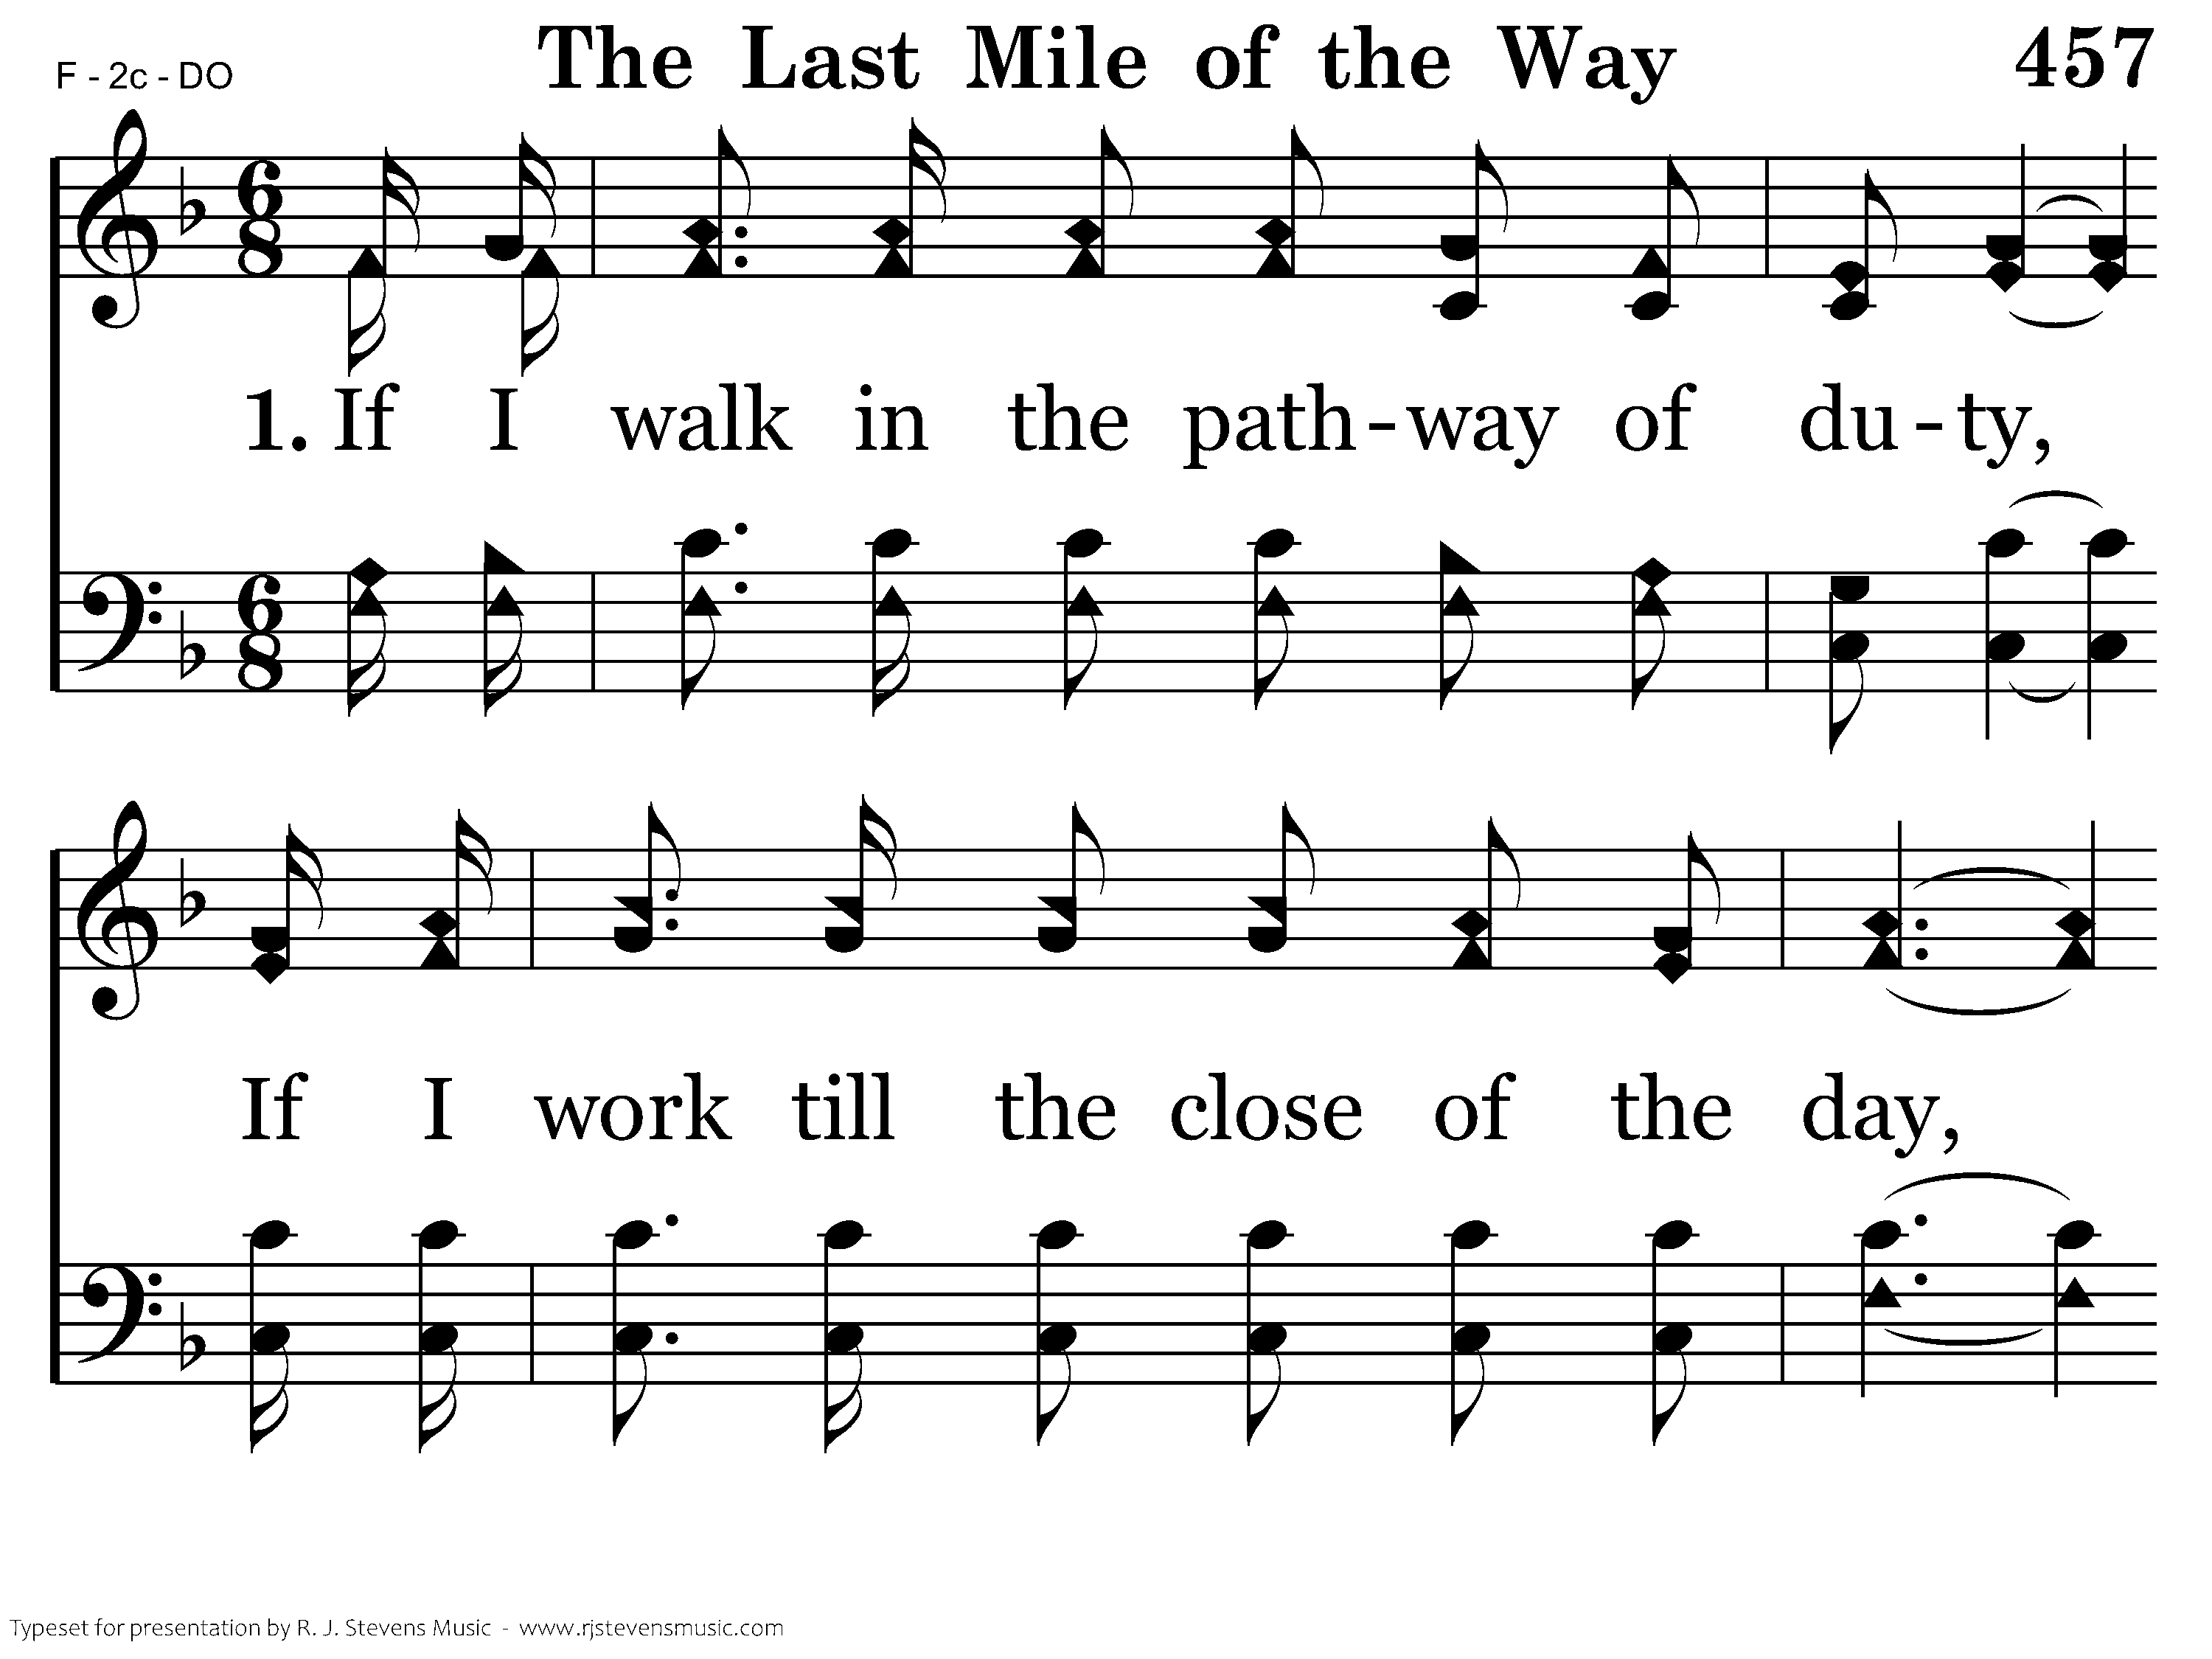 F - 2c - DO
The Last Mile of the Way 457
1. If I walk in the path-way of du-ty,
If I work till the close of the day,
Typeset for presentation by R. J. Stevens Music - www.rjstevensmusic.com